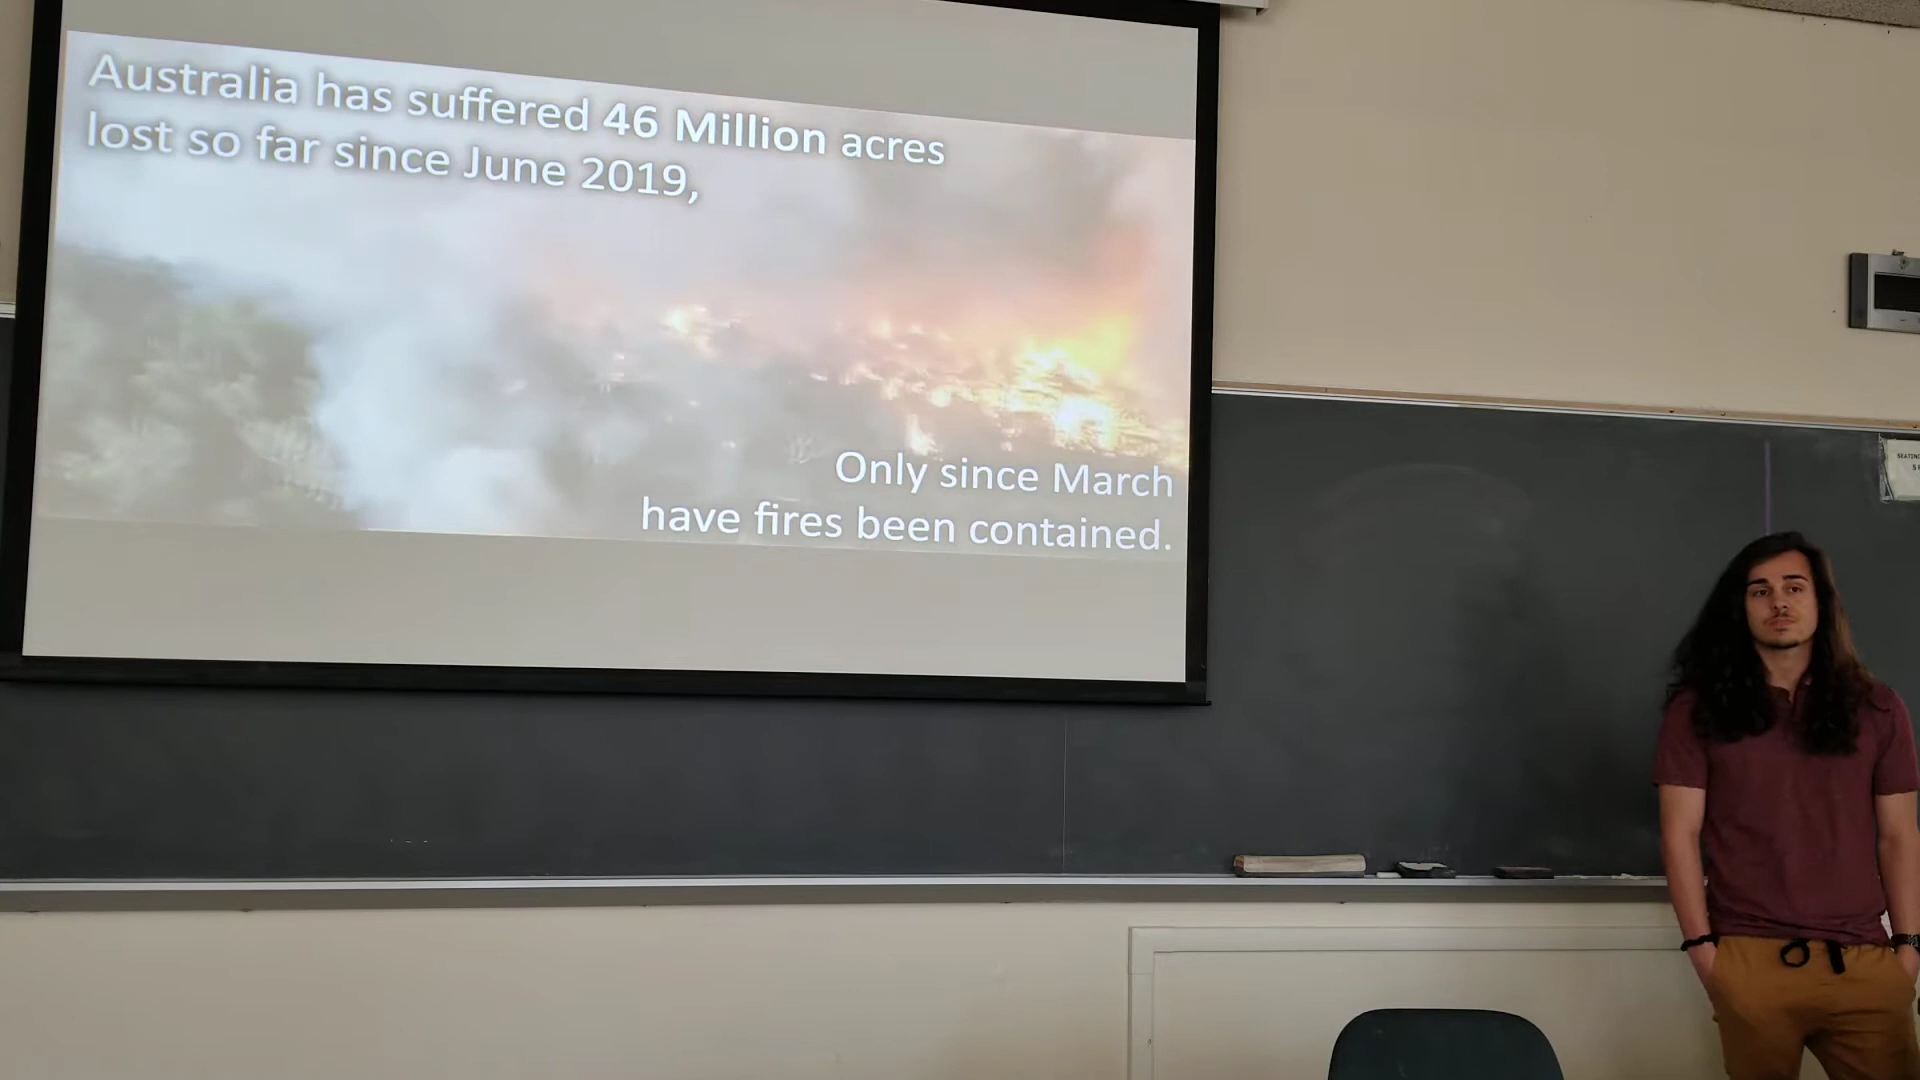 Australia has suffered 46 Million acres
lost so far since June 2019,
Only since March
have fires been contained.
SEATING